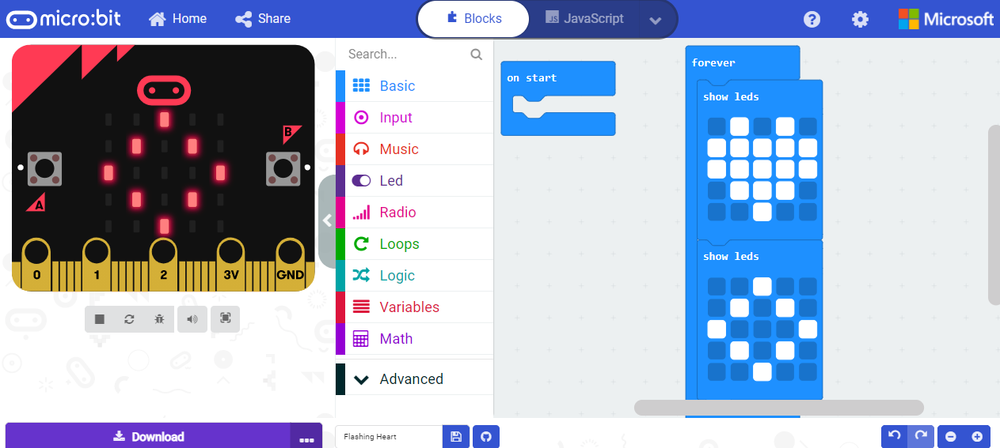 micro:bit
Home
Share
Blocks
JS JavaScript
?
Microsoft
B
A
0 1 2 3V GND
Download
...
Search...
Basic
Input
Music
Led
Radio
Loops
Logic
Variables
Math
Advanced
on start
forever
show leds
show leds
Flashing Heart